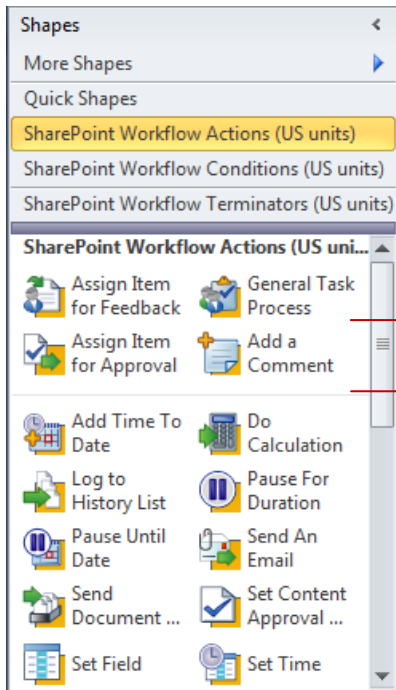 Shapes
More Shapes
Quick Shapes
SharePoint Workflow Actions (US units)
SharePoint Workflow Conditions (US units)
SharePoint Workflow Terminators (US units)
SharePoint Workflow Actions (US uni...
Assign Item
for Feedback
General Task
Process
Assign Item
for Approval
Add a
Comment
Add Time To
Date
Do
Calculation
Log to
History List
Pause For
Duration
Pause Until
Date
Send An
Email
Send
Document ...
Set Content
Approval ...
Set Field
Set Time